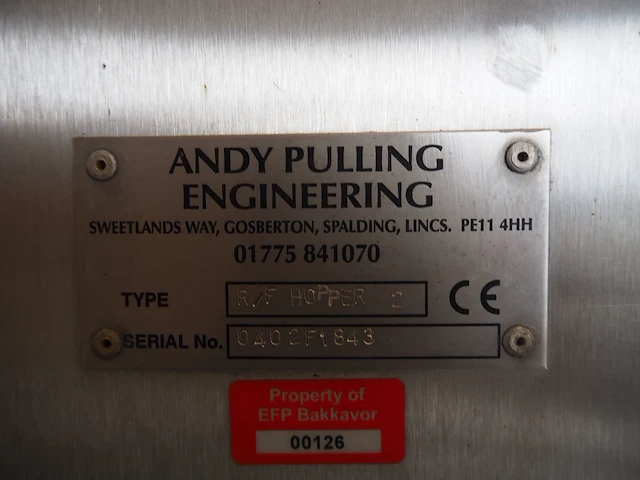 ANDY PULLING
ENGINEERING
SWEETLANDS WAY, GOSBERTON, SPALDING, LINCS. PE11 4HH
01775 841070
TYPE R/F HOPPER 2 CE
SERIAL No. 0402F1843
Property of
EFP Bakkavor
00126